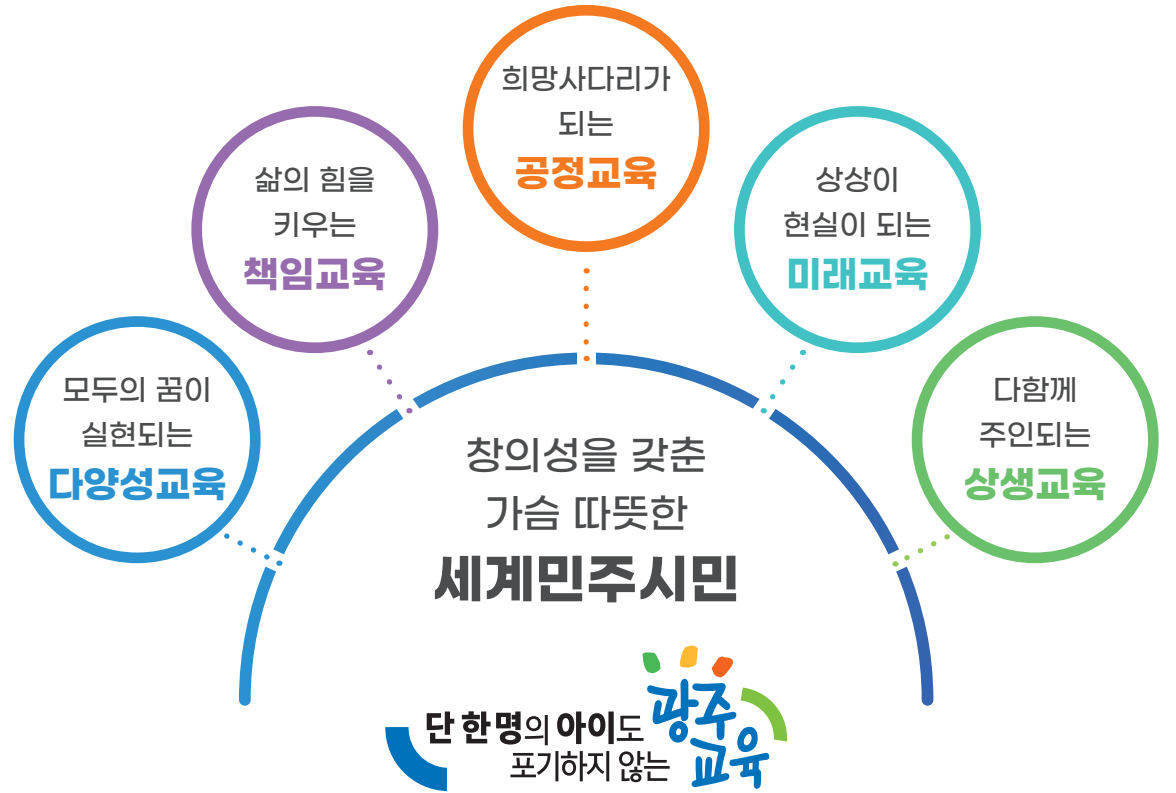 희망사다리가
되는
공정교육
삶의 힘을
키우는
책임교육
상상이
현실이 되는
미래교육
모두의 꿈이
실현되는
다양성교육
다함께
주인되는
상생교육
창의성을 갖춘
가슴 따뜻한
세계민주시민
단 한 명의 아이도
포기하지 않는
광주
교육